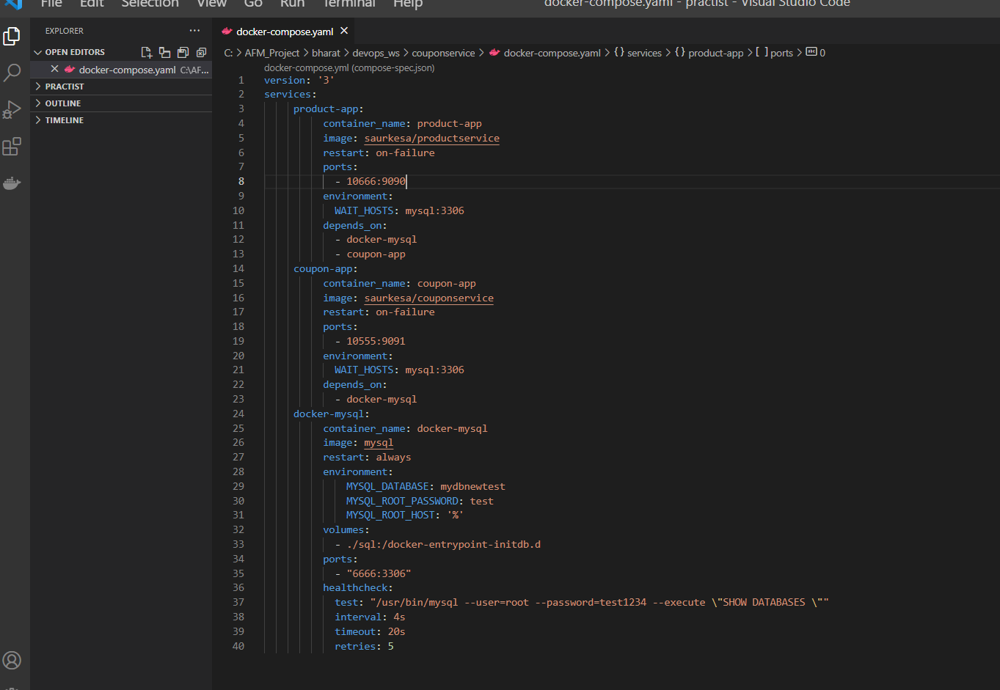 File Edit Selection View Go Run Terminal Help docker-compose.yaml - practist - Visual Studio Code
EXPLORER
OPEN EDITORS
docker-compose.yaml C:\AF...
PRACTIST
OUTLINE
TIMELINE
docker-compose.yaml
C: > AFM_Project > bharat > devops_ws > couponservice > docker-compose.yaml > {} services > {} product-app > [ ] ports > abc 0
docker-compose.yml (compose-spec.json)
1 version: '3'
2 services:
3 product-app:
4 container_name: product-app
5 image: saurkesa/productservice
6 restart: on-failure
7 ports:
8 - 10666:9090
9 environment:
10 WAIT_HOSTS: mysql:3306
11 depends_on:
12 - docker-mysql
13 - coupon-app
14 coupon-app:
15 container_name: coupon-app
16 image: saurkesa/couponservice
17 restart: on-failure
18 ports:
19 - 10555:9091
20 environment:
21 WAIT_HOSTS: mysql:3306
22 depends_on:
23 - docker-mysql
24 docker-mysql:
25 container_name: docker-mysql
26 image: mysql
27 restart: always
28 environment:
29 MYSQL_DATABASE: mydbnewtest
30 MYSQL_ROOT_PASSWORD: test
31 MYSQL_ROOT_HOST: '%'
32 volumes:
33 - ./sql:/docker-entrypoint-initdb.d
34 ports:
35 - "6666:3306"
36 healthcheck:
37 test: "/usr/bin/mysql --user=root --password=test1234 --execute \"SHOW DATABASES \""
38 interval: 4s
39 timeout: 20s
40 retries: 5